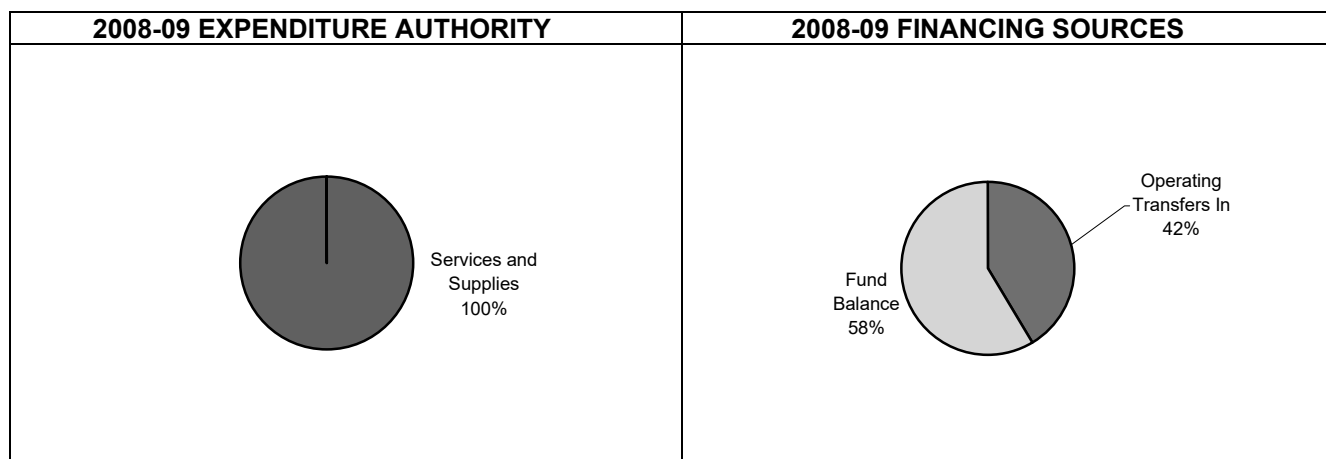 2008-09 EXPENDITURE AUTHORITY
2008-09 FINANCING SOURCES
Services and
Supplies
100%
Operating
Transfers In
42%
Fund
Balance
58%